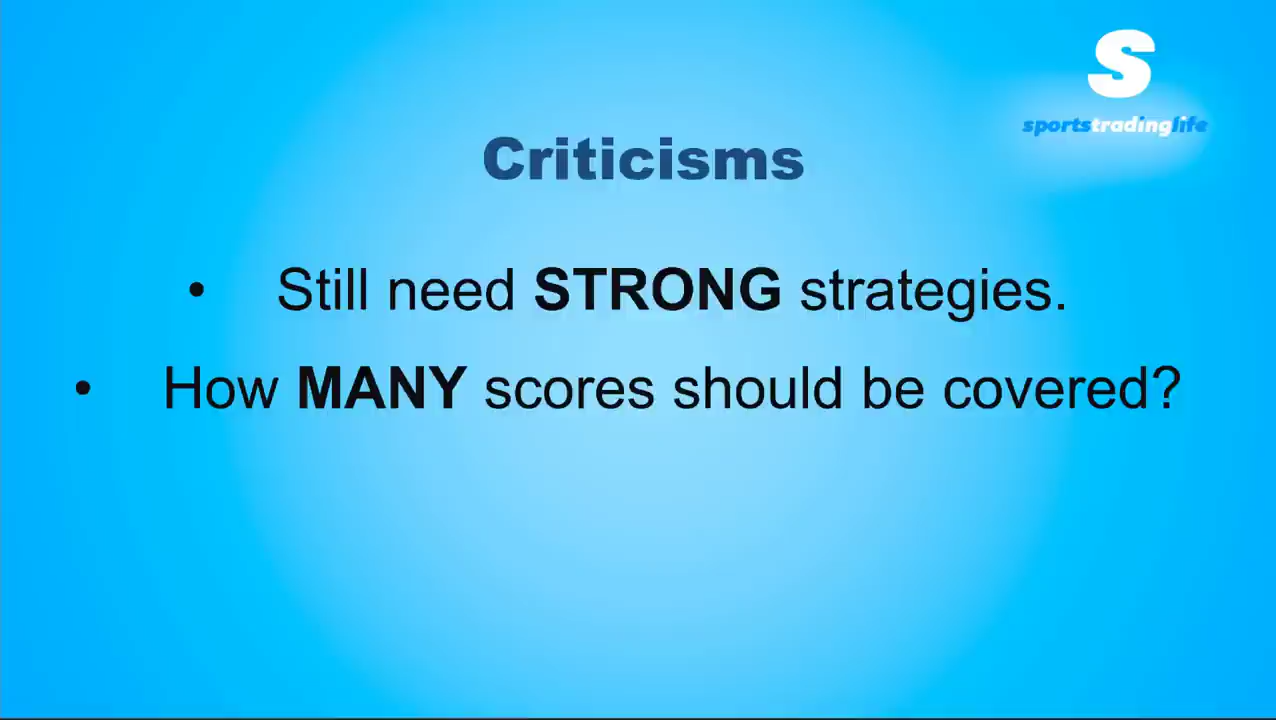 S
sportstradinglife
Criticisms
• Still need STRONG strategies.
• How MANY scores should be covered?